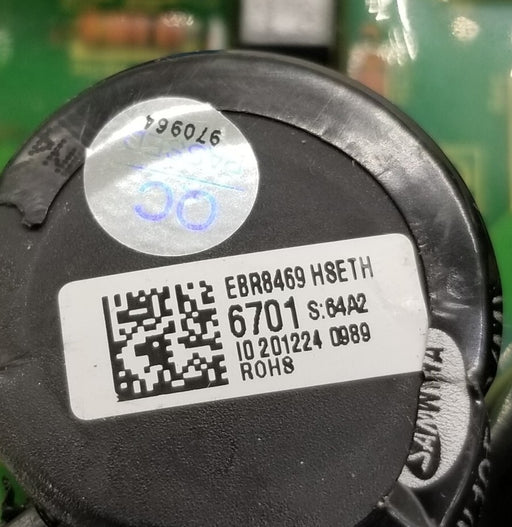 970964
QC
EBR8469 HSETH
6701 S:64A2
IO 201224 0989
ROHS
SAMWHA